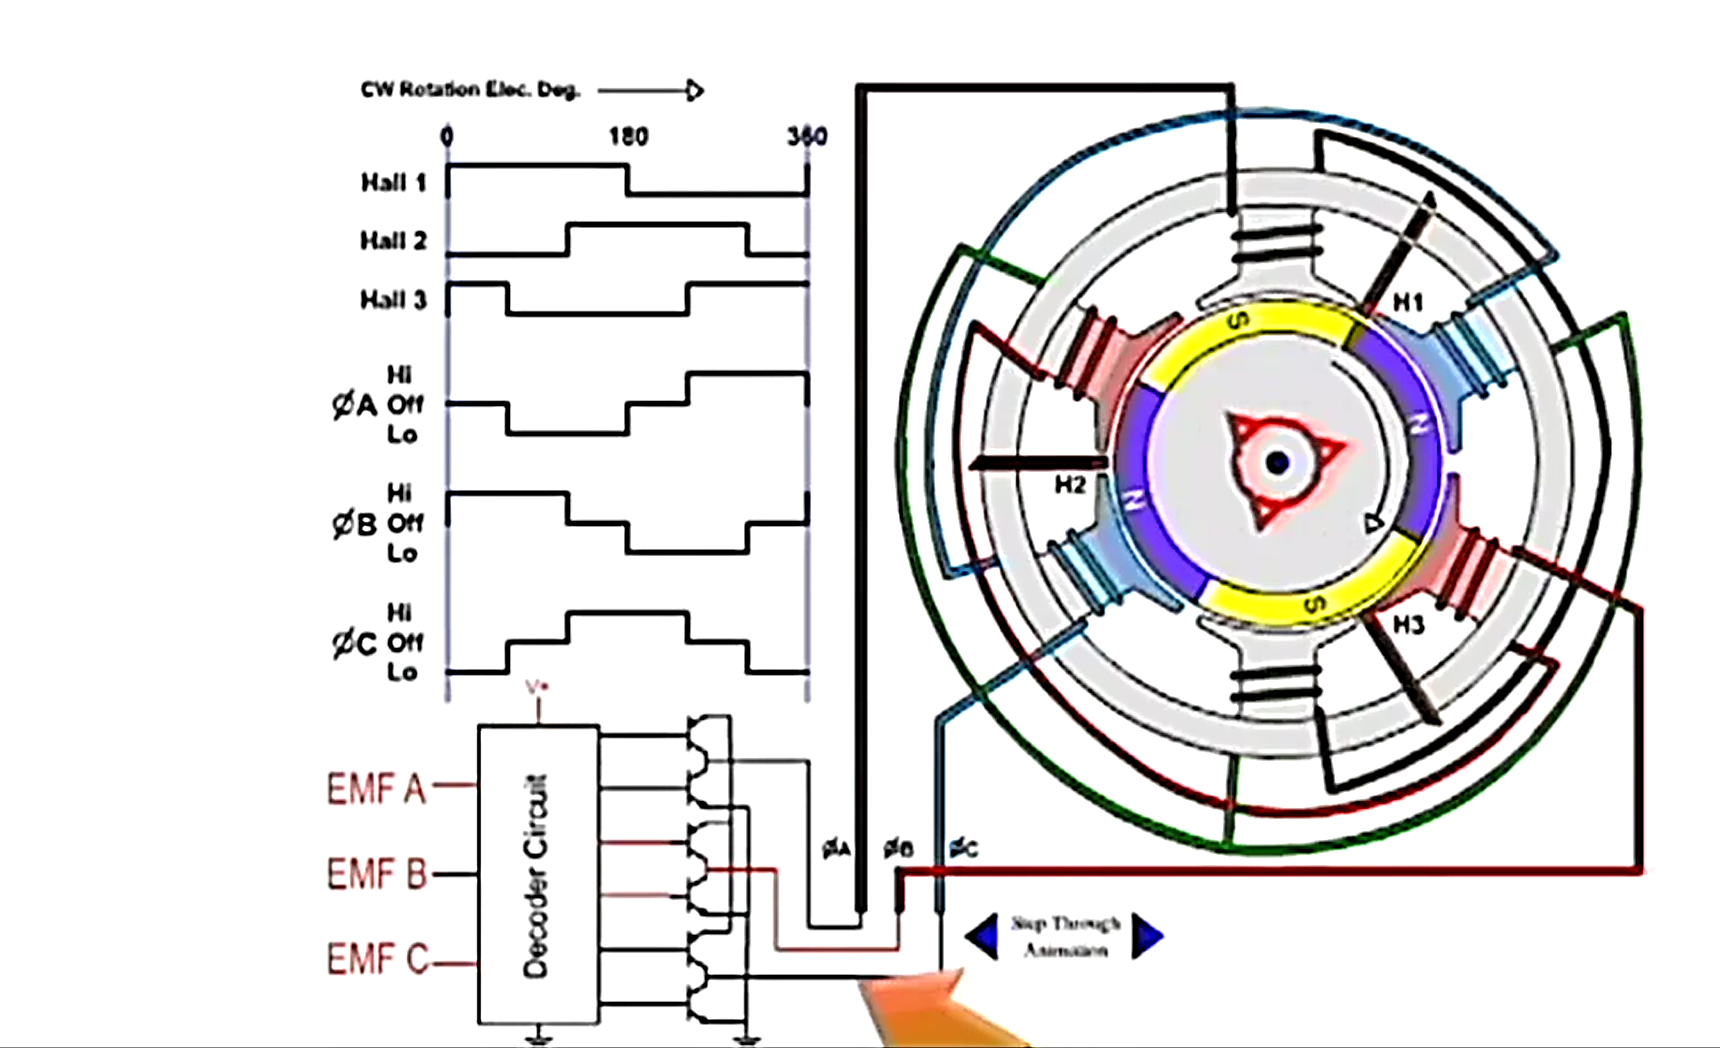 CW Rotation Elec. Deg.
0 180 360
Hall 1
Hall 2
Hall 3
Hi
ØA Off
Lo
Hi
ØB Off
Lo
Hi
ØC Off
Lo
V+
EMF A
EMF B
EMF C
Decoder Circuit
ØA ØB ØC
Step Through
Animation
S
H1
N
H2
N
S
H3